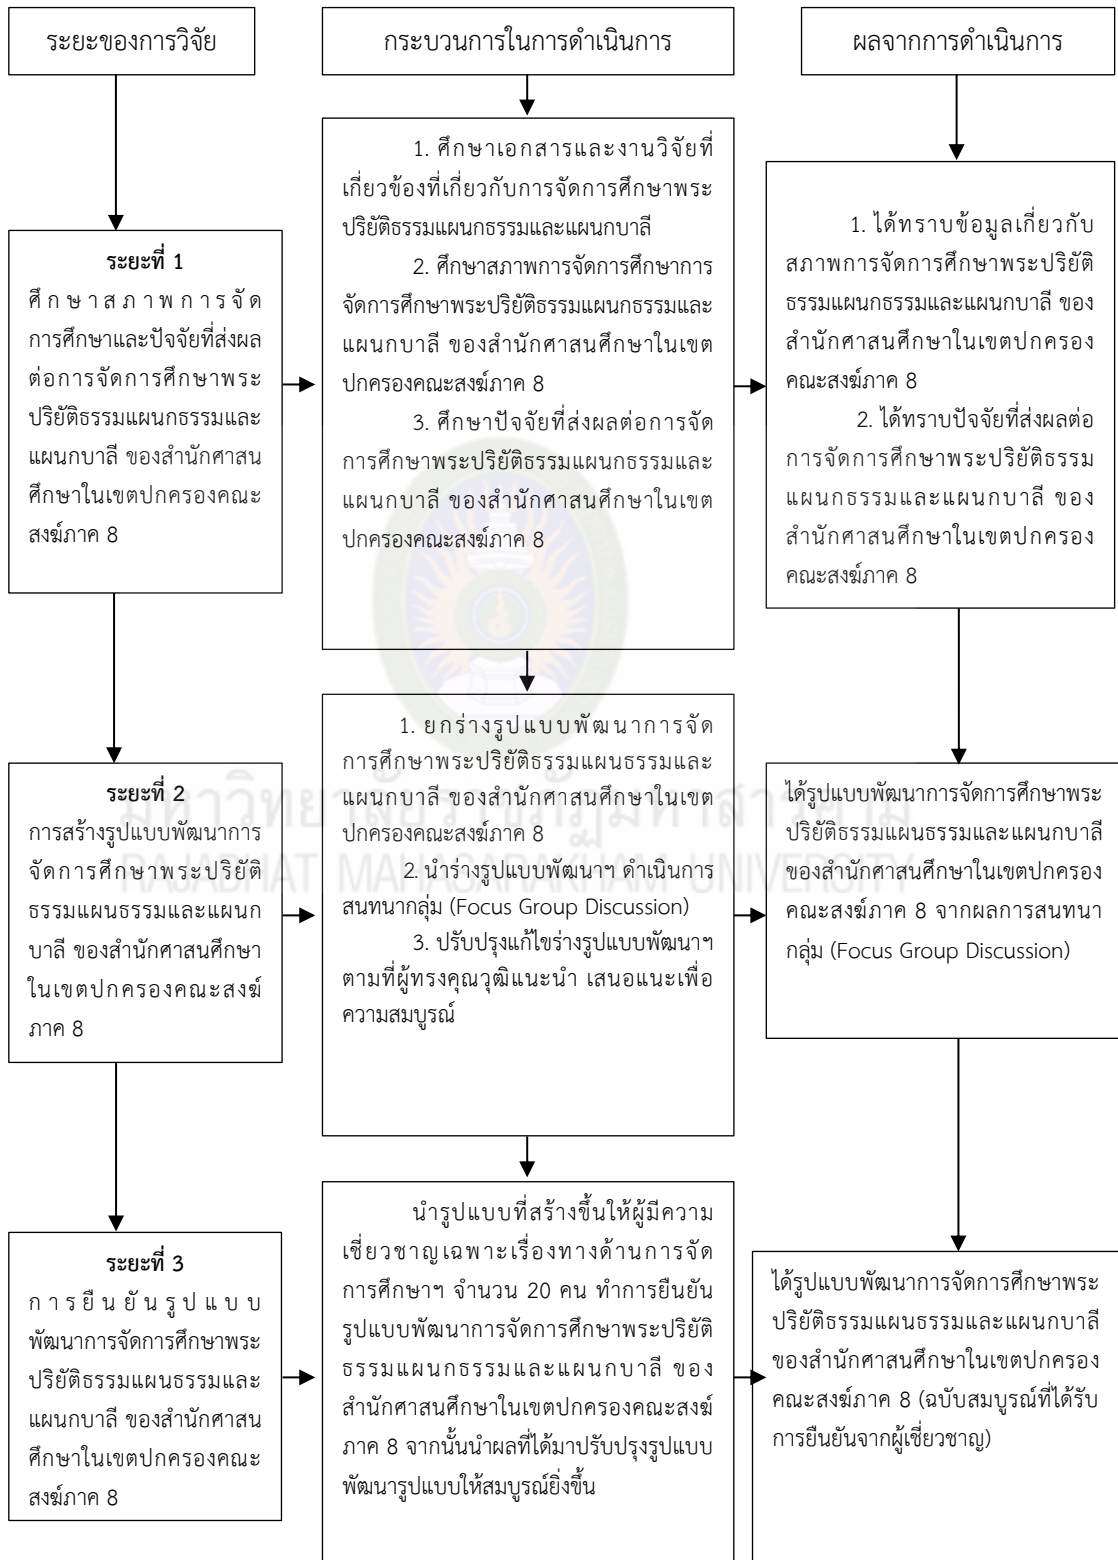 ระยะของการวิจัย
กระบวนการในการดำเนินการ
ผลจากการดำเนินการ
ระยะที่ 1
ศึกษาสภาพการจัด
การศึกษาและปัจจัยที่ส่งผล
ต่อการจัดการศึกษาพระ
ปริยัติธรรมแผนกธรรมและ
แผนกบาลี ของสำนักศาสน
ศึกษาในเขตปกครองคณะ
สงฆ์ภาค 8
1. ศึกษาเอกสารและงานวิจัยที่
เกี่ยวข้องที่เกี่ยวกับการจัดการศึกษาพระ
ปริยัติธรรมแผนกธรรมและแผนกบาลี
2. ศึกษาสภาพการจัดการศึกษาการ
จัดการศึกษาพระปริยัติธรรมแผนกธรรมและ
แผนกบาลี ของสำนักศาสนศึกษาในเขต
ปกครองคณะสงฆ์ภาค 8
3. ศึกษาปัจจัยที่ส่งผลต่อการจัด
การศึกษาพระปริยัติธรรมแผนกธรรมและ
แผนกบาลี ของสำนักศาสนศึกษาในเขต
ปกครองคณะสงฆ์ภาค 8
1. ได้ทราบข้อมูลเกี่ยวกับ
สภาพการจัดการศึกษาพระปริยัติ
ธรรมแผนกธรรมและแผนกบาลี ของ
สำนักศาสนศึกษาในเขตปกครอง
คณะสงฆ์ภาค 8
2. ได้ทราบปัจจัยที่ส่งผลต่อ
การจัดการศึกษาพระปริยัติธรรม
แผนกธรรมและแผนกบาลี ของ
สำนักศาสนศึกษาในเขตปกครอง
คณะสงฆ์ภาค 8
ระยะที่ 2
การสร้างรูปแบบพัฒนาการ
จัดการศึกษาพระปริยัติ
ธรรมแผนธรรมและแผนก
บาลี ของสำนักศาสนศึกษา
ในเขตปกครองคณะสงฆ์
ภาค 8
1. ยกร่างรูปแบบพัฒนาการจัด
การศึกษาพระปริยัติธรรมแผนธรรมและ
แผนกบาลี ของสำนักศาสนศึกษาในเขต
ปกครองคณะสงฆ์ภาค 8
2. นำร่างรูปแบบพัฒนาฯ ดำเนินการ
สนทนากลุ่ม (Focus Group Discussion)
3. ปรับปรุงแก้ไขร่างรูปแบบพัฒนาฯ
ตามที่ผู้ทรงคุณวุฒิแนะนำ เสนอแนะเพื่อ
ความสมบูรณ์
ได้รูปแบบพัฒนาการจัดการศึกษาพระ
ปริยัติธรรมแผนธรรมและแผนกบาลี
ของสำนักศาสนศึกษาในเขตปกครอง
คณะสงฆ์ภาค 8 จากผลการสนทนา
กลุ่ม (Focus Group Discussion)
มหาวิทยาลัยราชภัฏมหาสารคาม
RAJABHAT MAHASARAKHAM UNIVERSITY
ระยะที่ 3
การยืนยันรูปแบบ
พัฒนาการจัดการศึกษาพระ
ปริยัติธรรมแผนธรรมและ
แผนกบาลี ของสำนักศาสน
ศึกษาในเขตปกครองคณะ
สงฆ์ภาค 8
นำรูปแบบที่สร้างขึ้นให้ผู้มีความ
เชี่ยวชาญเฉพาะเรื่องทางด้านการจัด
การศึกษาฯ จำนวน 20 คน ทำการยืนยัน
รูปแบบพัฒนาการจัดการศึกษาพระปริยัติ
ธรรมแผนกธรรมและแผนกบาลี ของ
สำนักศาสนศึกษาในเขตปกครองคณะสงฆ์
ภาค 8 จากนั้นนำผลที่ได้มาปรับปรุงรูปแบบ
พัฒนารูปแบบให้สมบูรณ์ยิ่งขึ้น
ได้รูปแบบพัฒนาการจัดการศึกษาพระ
ปริยัติธรรมแผนธรรมและแผนกบาลี
ของสำนักศาสนศึกษาในเขตปกครอง
คณะสงฆ์ภาค 8 (ฉบับสมบูรณ์ที่ได้รับ
การยืนยันจากผู้เชี่ยวชาญ)